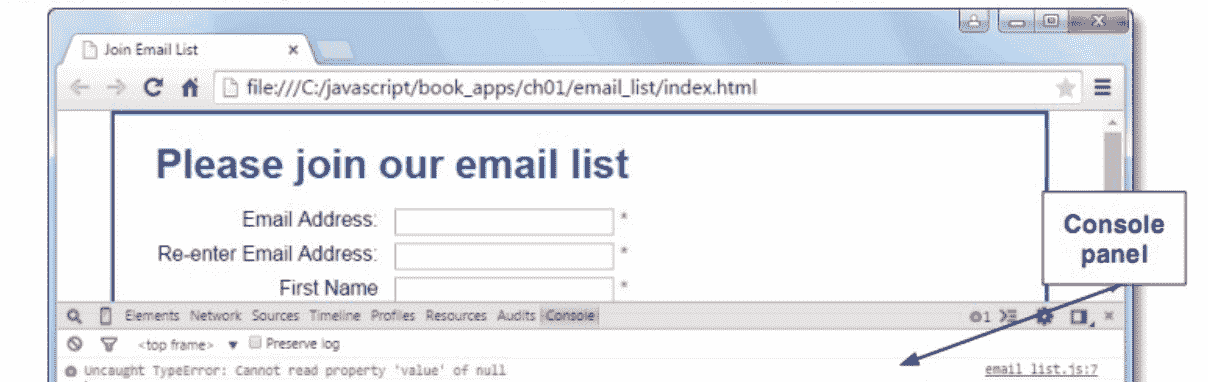 Join Email List
file:///C:/javascript/book_apps/ch01/email_list/index.html
Please join our email list
Email Address: *
Re-enter Email Address: *
First Name *
Console
panel
Elements Network Sources Timeline Profiles Resources Audits Console 1
<top frame> Preserve log
Uncaught TypeError: Cannot read property 'value' of null email_list.js:7